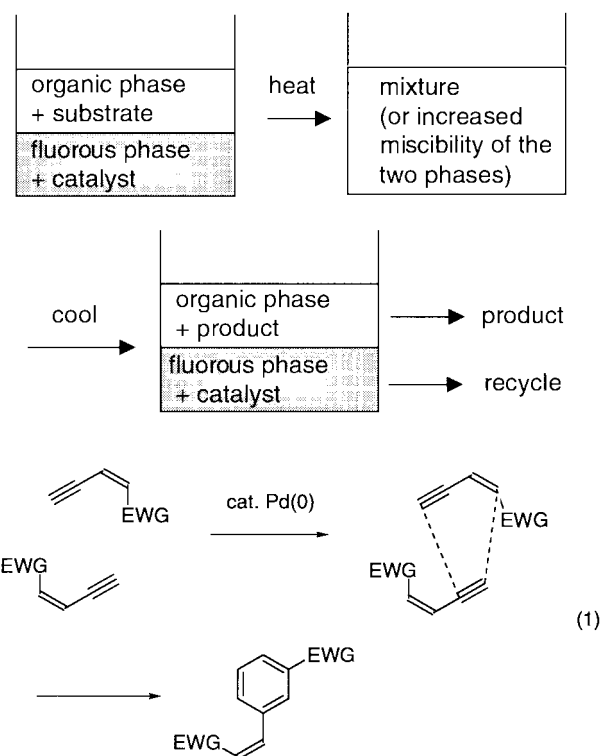 organic phase
+ substrate
fluorous phase
+ catalyst
heat
mixture
(or increased
miscibility of the
two phases)
cool
organic phase
+ product
fluorous phase
+ catalyst
product
recycle
EWG
cat. Pd(0)
EWG
EWG
EWG
(1)
EWG
EWG